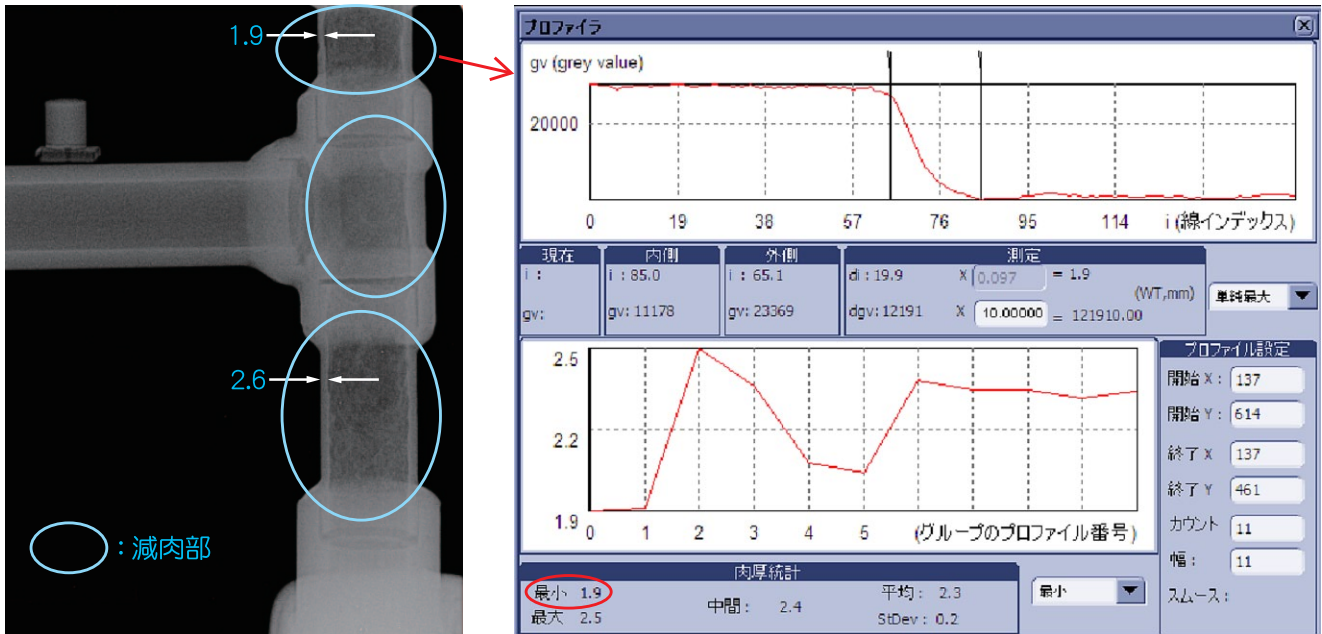 1.9
2.6
：減肉部
プロファイラ
gv (grey value)
20000
0 19 38 57 76 95 114 i (線インデックス)
現在 内側 外側 測定
i : i : 85.0 i : 65.1 di : 19.9 X 0.097 = 1.9
(WT,mm) 単純最大
gv: gv: 11178 gv: 23369 dgv: 12191 X 10.00000 = 121910.00
2.5
2.2
1.9
0 1 2 3 4 5 (グループのプロファイル番号)
プロファイル設定
開始 X : 137
開始 Y : 614
終了 X 137
終了 Y 461
カウント 11
幅 : 11
スムース :
肉厚統計
最小 1.9 中間 : 2.4 平均 : 2.3
最大 2.5 StDev : 0.2
最小